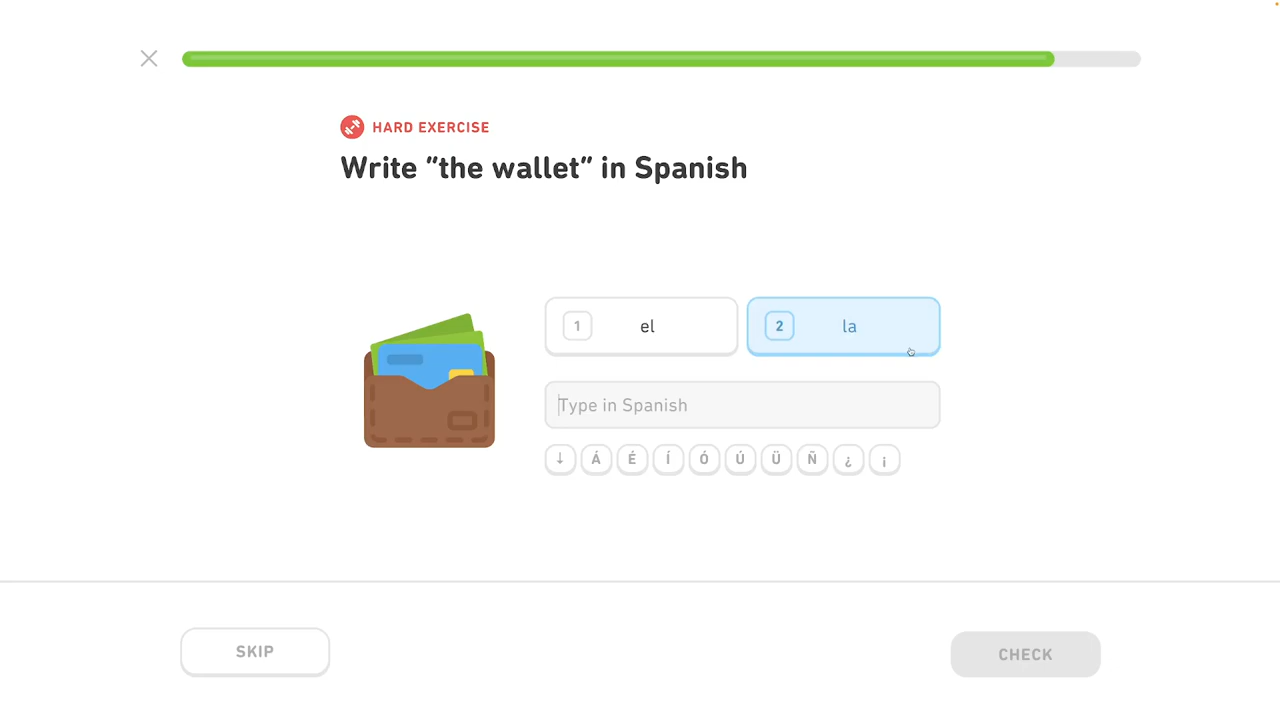 HARD EXERCISE
Write “the wallet” in Spanish
1 el
2 la
Type in Spanish
↓ Á É Í Ó Ú Ü Ñ ¿ ¡
SKIP
CHECK